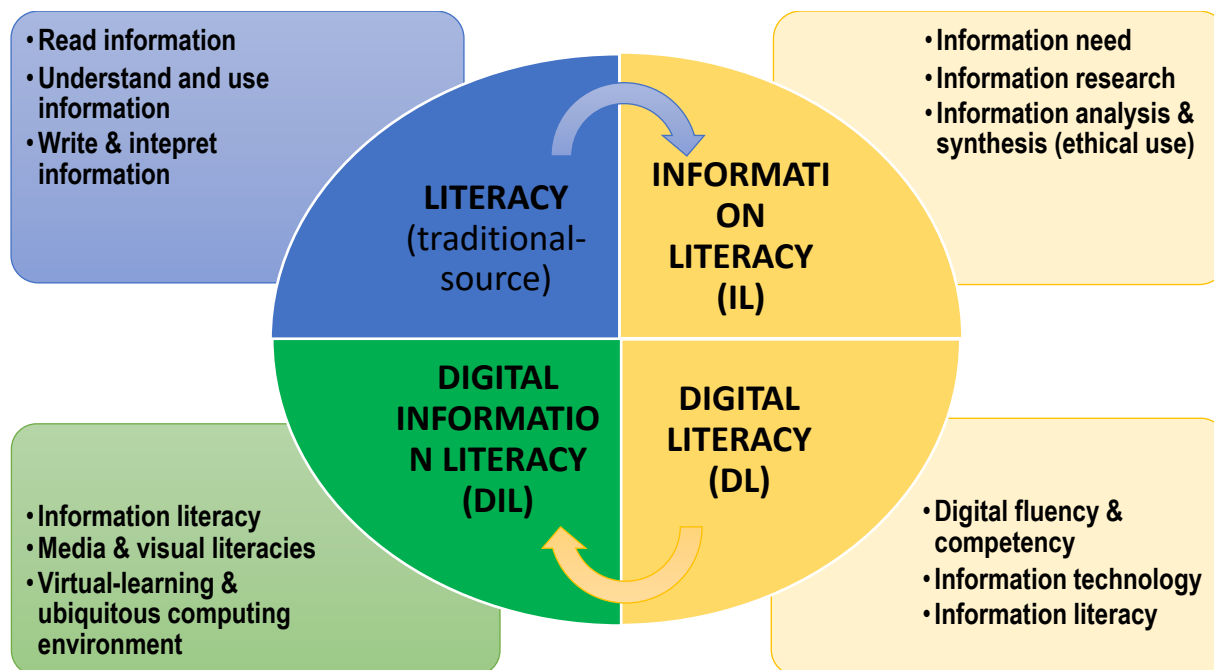 • Read information
• Understand and use
information
• Write & intepret
information
• Information need
• Information research
• Information analysis &
synthesis (ethical use)
LITERACY
(traditional-
source)
INFORMATI
ON
LITERACY
(IL)
DIGITAL
INFORMATIO
N LITERACY
(DIL)
DIGITAL
LITERACY
(DL)
• Information literacy
• Media & visual literacies
• Virtual-learning &
ubiquitous computing
environment
• Digital fluency &
competency
• Information technology
• Information literacy